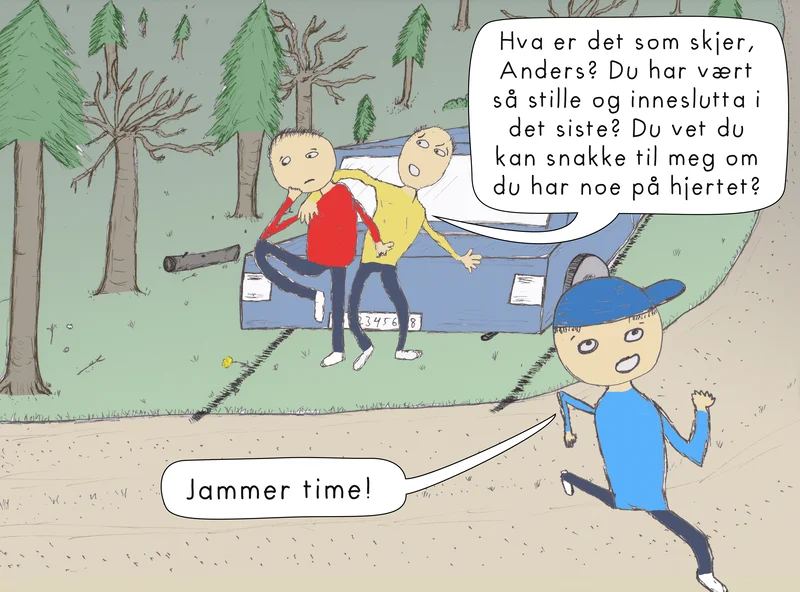 Hva er det som skjer,
Anders? Du har vært
så stille og inneslutta i
det siste? Du vet du
kan snakke til meg om
du har noe på hjertet?
Jammer time!